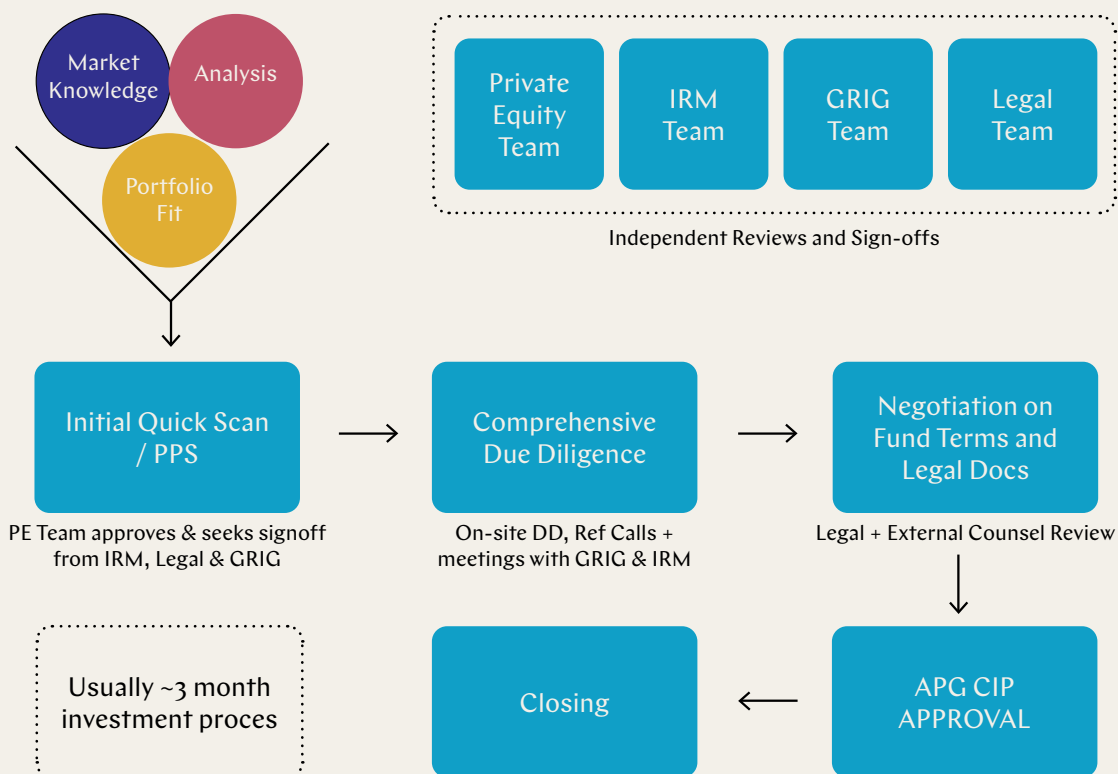 Market
Knowledge
Analysis
Portfolio
Fit
Private
Equity
Team
IRM
Team
GRIG
Team
Legal
Team
Independent Reviews and Sign-offs
Initial Quick Scan
/ PPS
PE Team approves & seeks signoff
from IRM, Legal & GRIG
Comprehensive
Due Diligence
On-site DD, Ref Calls +
meetings with GRIG & IRM
Negotiation on
Fund Terms and
Legal Docs
Legal + External Counsel Review
Usually ~3 month
investment proces
Closing
APG CIP
APPROVAL